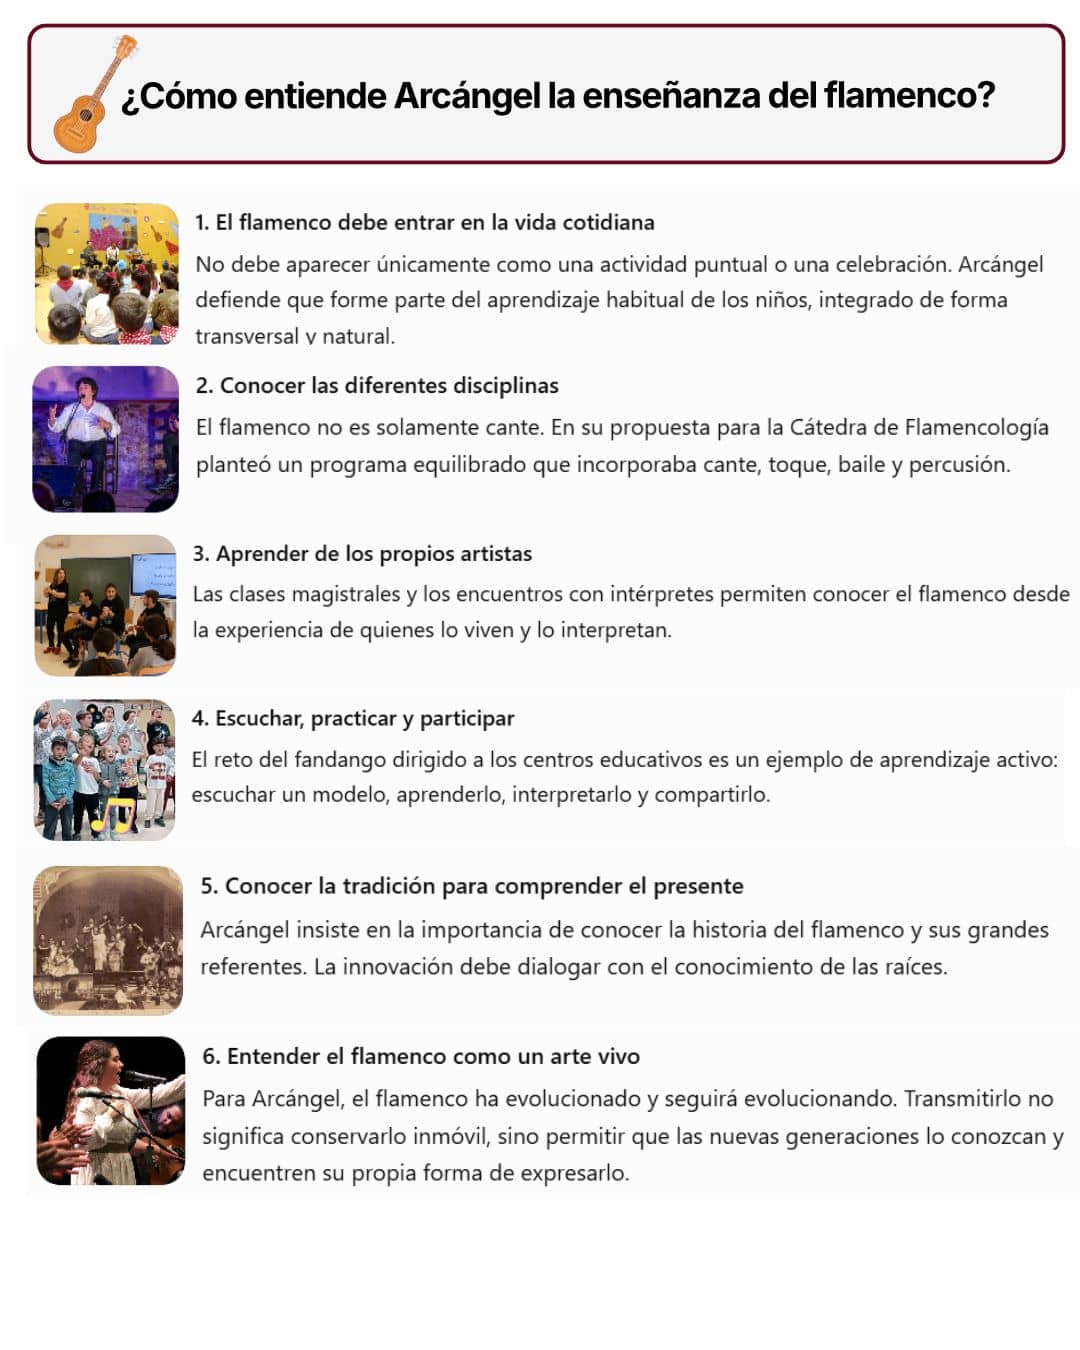 ¿Cómo entiende Arcángel la enseñanza del flamenco?
1. El flamenco debe entrar en la vida cotidiana
No debe aparecer únicamente como una actividad puntual o una celebración. Arcángel
defiende que forme parte del aprendizaje habitual de los niños, integrado de forma
transversal y natural.
2. Conocer las diferentes disciplinas
El flamenco no es solamente cante. En su propuesta para la Cátedra de Flamencología
planteó un programa equilibrado que incorporaba cante, toque, baile y percusión.
3. Aprender de los propios artistas
Las clases magistrales y los encuentros con intérpretes permiten conocer el flamenco desde
la experiencia de quienes lo viven y lo interpretan.
4. Escuchar, practicar y participar
El reto del fandango dirigido a los centros educativos es un ejemplo de aprendizaje activo:
escuchar un modelo, aprenderlo, interpretarlo y compartirlo.
5. Conocer la tradición para comprender el presente
Arcángel insiste en la importancia de conocer la historia del flamenco y sus grandes
referentes. La innovación debe dialogar con el conocimiento de las raíces.
6. Entender el flamenco como un arte vivo
Para Arcángel, el flamenco ha evolucionado y seguirá evolucionando. Transmitirlo no
significa conservarlo inmóvil, sino permitir que las nuevas generaciones lo conozcan y
encuentren su propia forma de expresarlo.